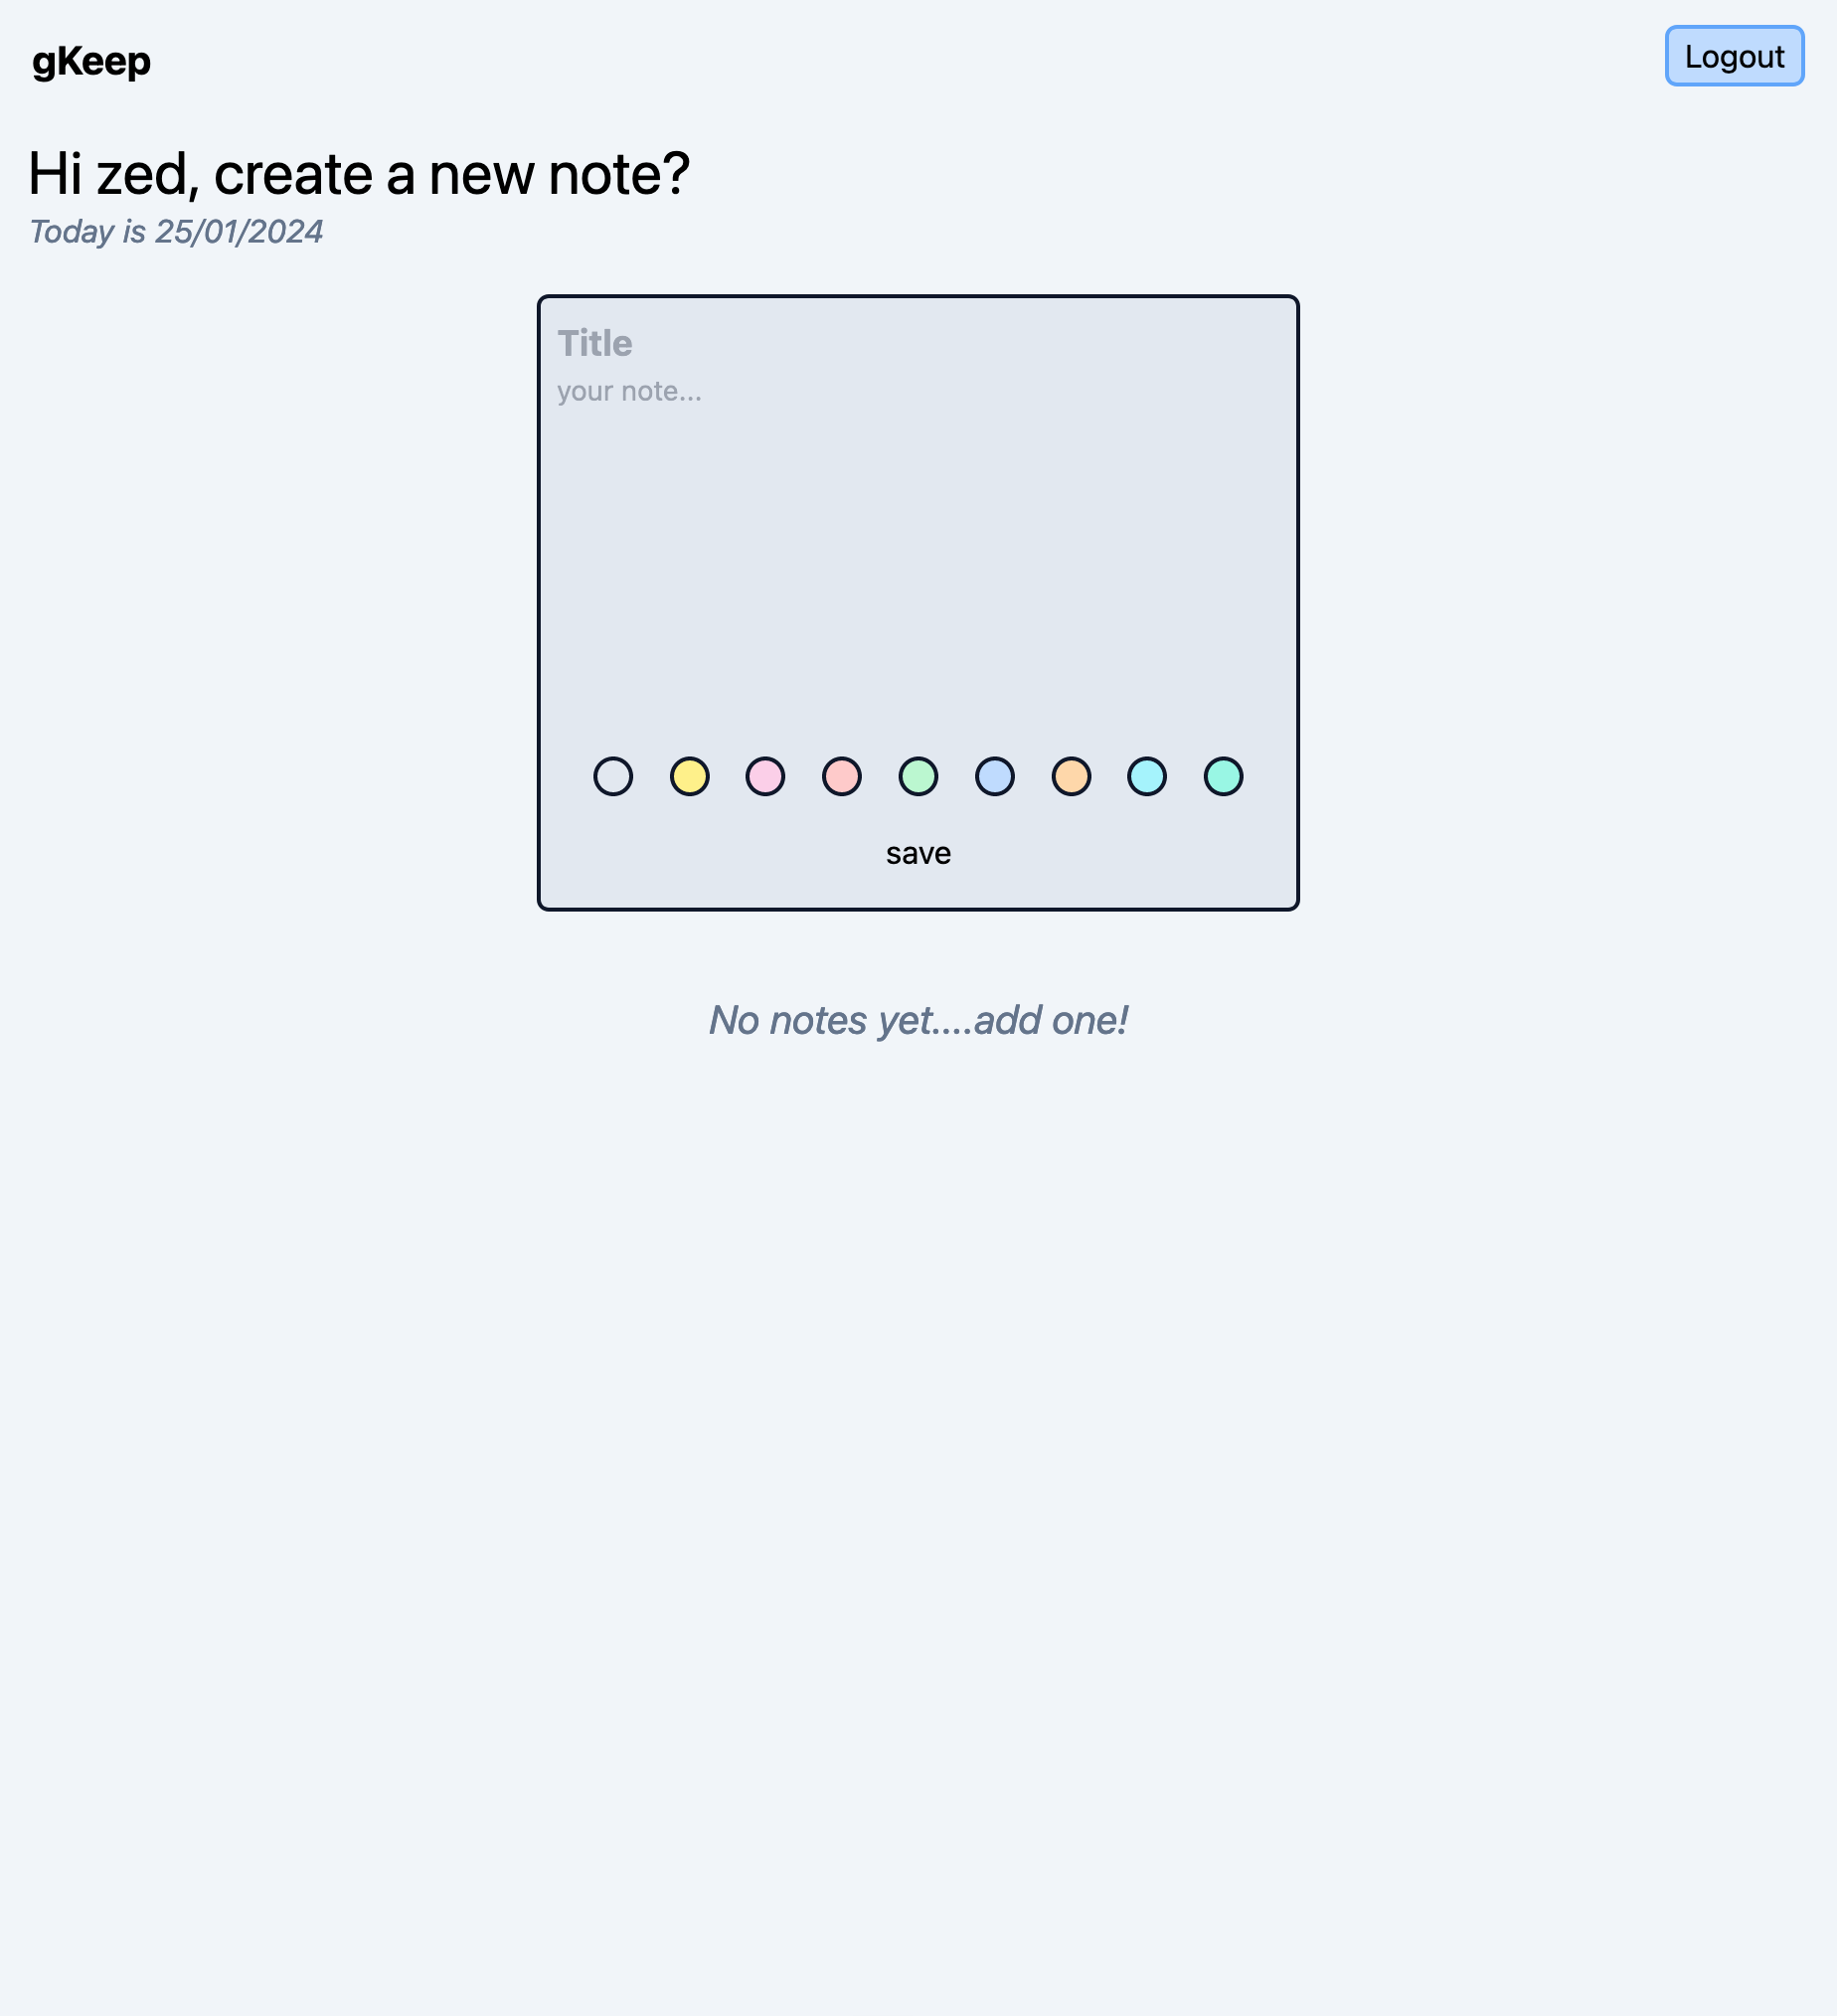 gKeep
Logout
Hi zed, create a new note?
Today is 25/01/2024
Title
your note...
save
No notes yet....add one!